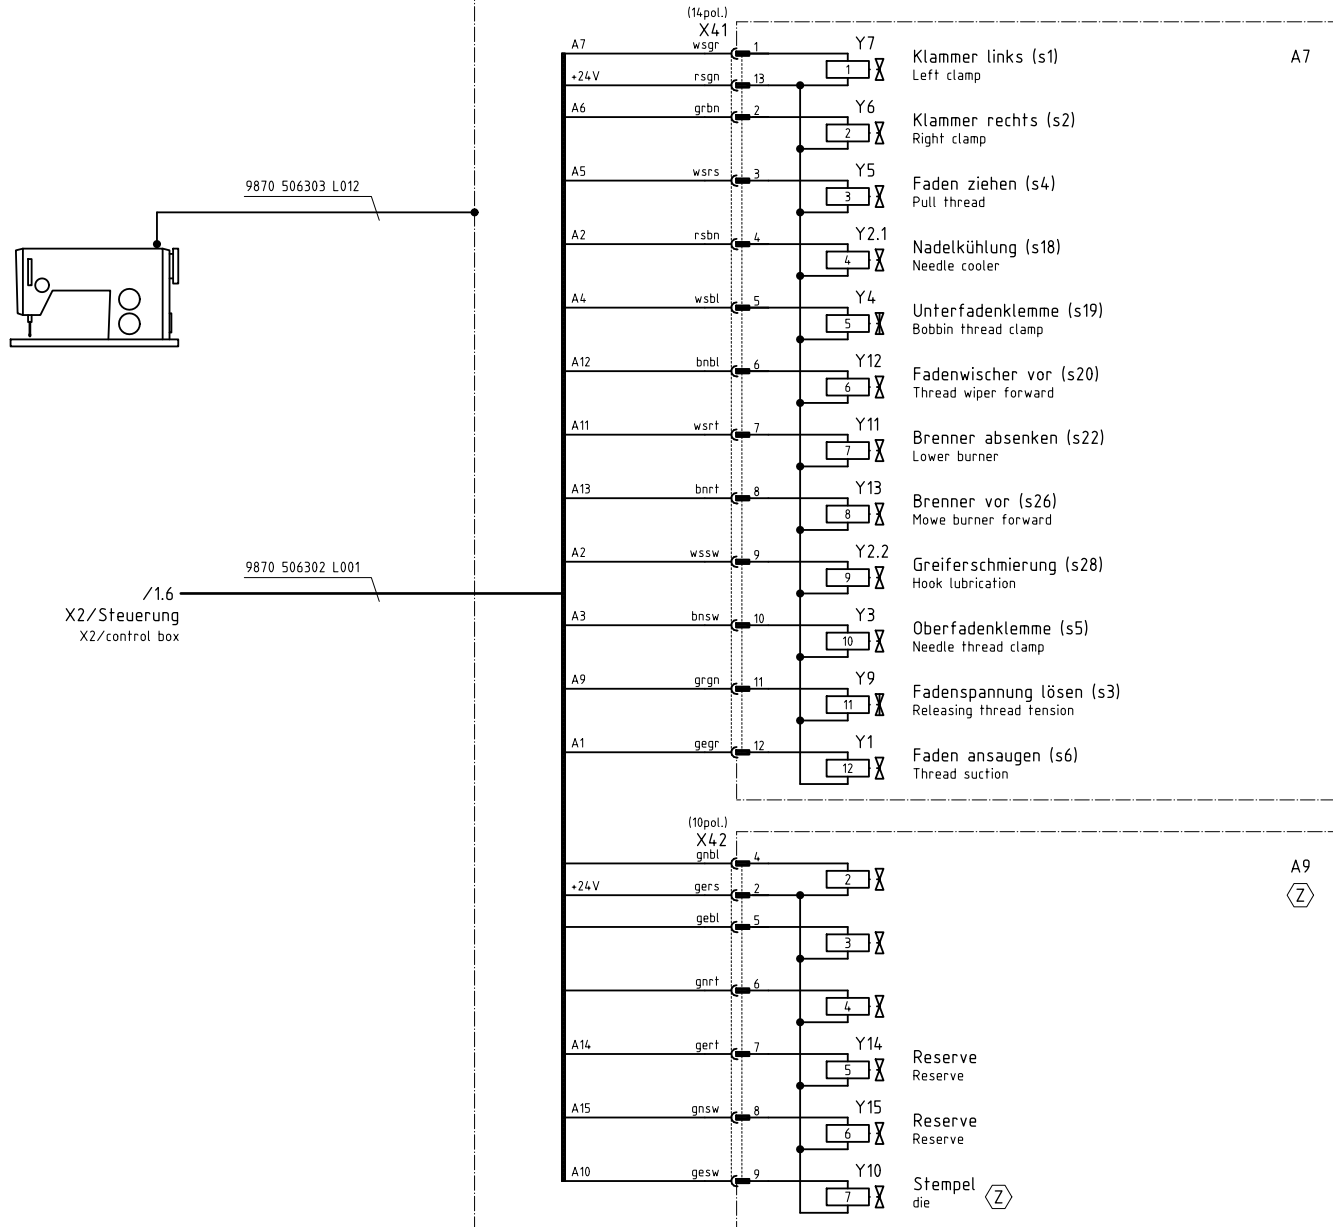 (14pol.)
X41
A7 wsgr 1 Y7 1 Klammer links (s1) A7
Left clamp
+24V rsgn 13
A6 grbn 2 Y6 2 Klammer rechts (s2)
Right clamp
A5 wsrs 3 Y5 3 Faden ziehen (s4)
Pull thread
9870 506303 L012
A2 rsbn 4 Y2.1 4 Nadelkühlung (s18)
Needle cooler
A4 wsbl 5 Y4 5 Unterfadenklemme (s19)
Bobbin thread clamp
A12 bnbl 6 Y12 6 Fadenwischer vor (s20)
Thread wiper forward
A11 wsrt 7 Y11 7 Brenner absenken (s22)
Lower burner
A13 bnrt 8 Y13 8 Brenner vor (s26)
Mowe burner forward
A2 wssw 9 Y2.2 9 Greiferschmierung (s28)
Hook lubrication
9870 506302 L001
/1.6
X2/Steuerung
X2/control box
A3 bnsw 10 Y3 10 Oberfadenklemme (s5)
Needle thread clamp
A9 grgn 11 Y9 11 Fadenspannung lösen (s3)
Releasing thread tension
A1 gegr 12 Y1 12 Faden ansaugen (s6)
Thread suction
(10pol.)
X42
gnbl 4 2 A9
+24V gers 2 Z
gebl 5 3
gnrt 6 4
A14 gert 7 Y14 5 Reserve
Reserve
A15 gnsw 8 Y15 6 Reserve
Reserve
A10 gesw 9 Y10 7 Stempel Z
die